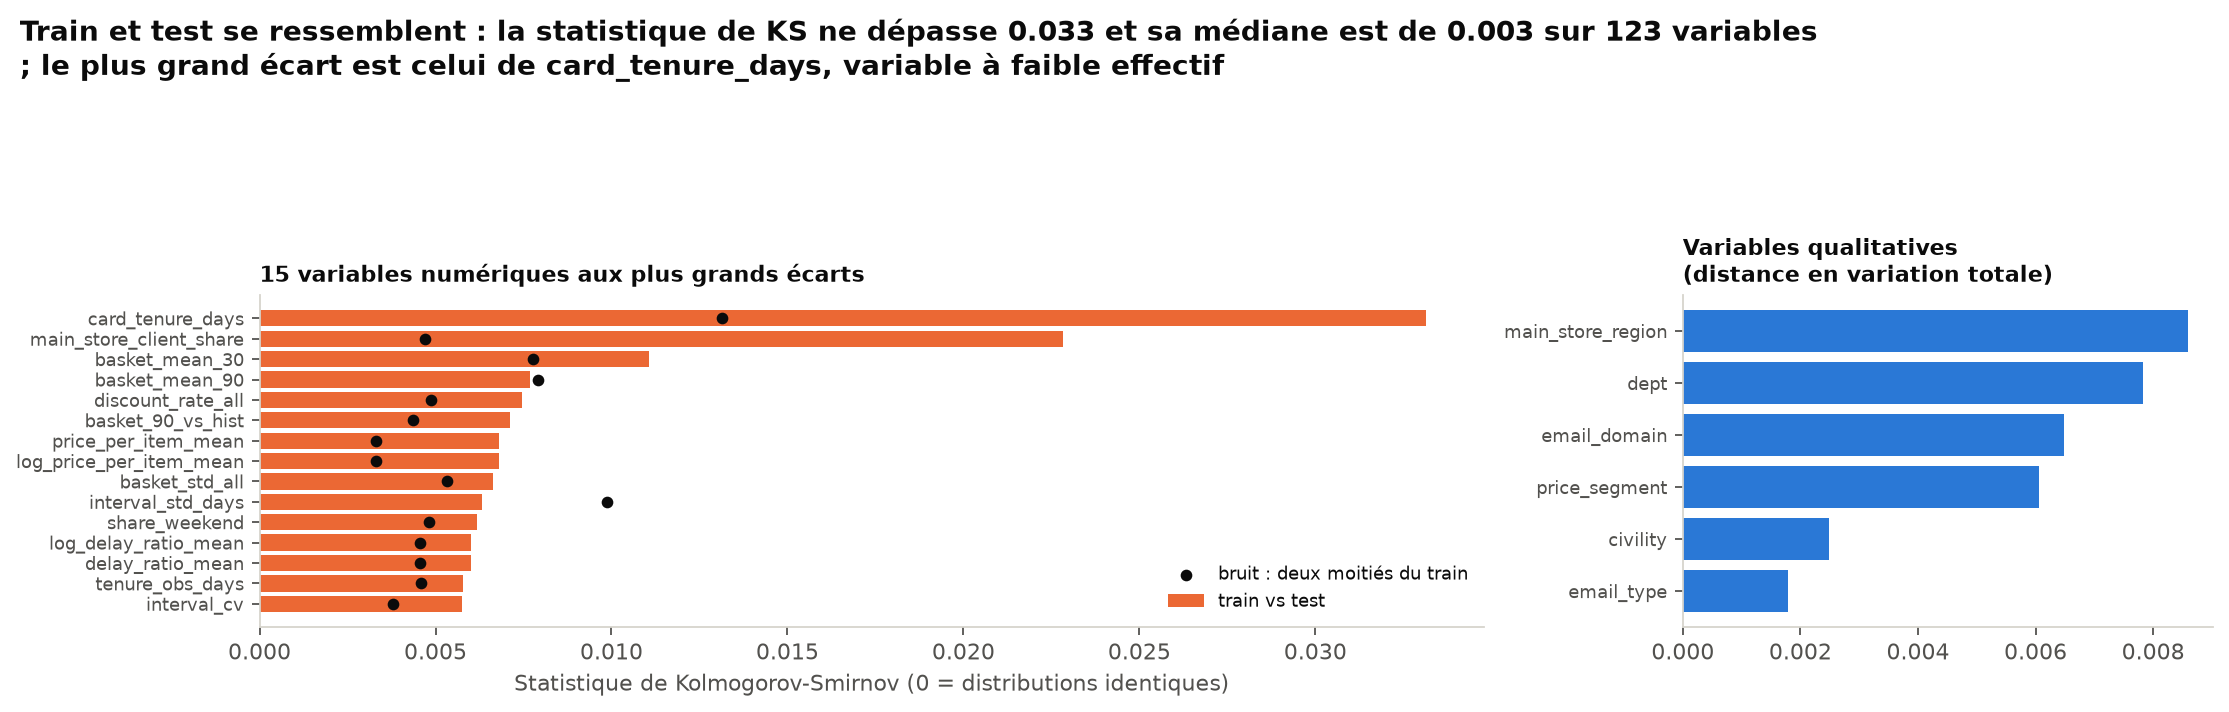 Train et test se ressemblent : la statistique de KS ne dépasse 0.033 et sa médiane est de 0.003 sur 123 variables
; le plus grand écart est celui de card_tenure_days, variable à faible effectif
15 variables numériques aux plus grands écarts
card_tenure_days
main_store_client_share
basket_mean_30
basket_mean_90
discount_rate_all
basket_90_vs_hist
price_per_item_mean
log_price_per_item_mean
basket_std_all
interval_std_days
share_weekend
log_delay_ratio_mean
delay_ratio_mean
tenure_obs_days
interval_cv
bruit : deux moitiés du train
train vs test
0.000 0.005 0.010 0.015 0.020 0.025 0.030
Statistique de Kolmogorov-Smirnov (0 = distributions identiques)
Variables qualitatives
(distance en variation totale)
main_store_region
dept
email_domain
price_segment
civility
email_type
0.000 0.002 0.004 0.006 0.008